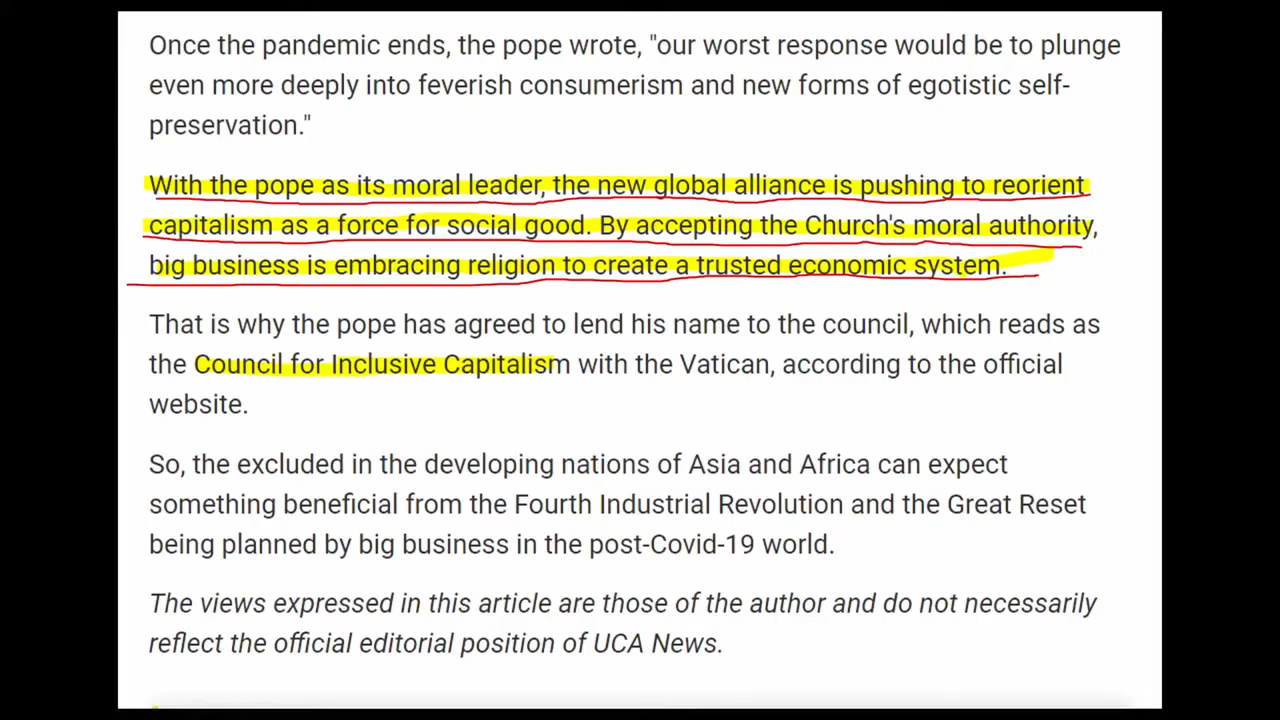 Once the pandemic ends, the pope wrote, "our worst response would be to plunge
even more deeply into feverish consumerism and new forms of egotistic self-
preservation."
With the pope as its moral leader, the new global alliance is pushing to reorient
capitalism as a force for social good. By accepting the Church's moral authority,
big business is embracing religion to create a trusted economic system.
That is why the pope has agreed to lend his name to the council, which reads as
the Council for Inclusive Capitalism with the Vatican, according to the official
website.
So, the excluded in the developing nations of Asia and Africa can expect
something beneficial from the Fourth Industrial Revolution and the Great Reset
being planned by big business in the post-Covid-19 world.
The views expressed in this article are those of the author and do not necessarily
reflect the official editorial position of UCA News.